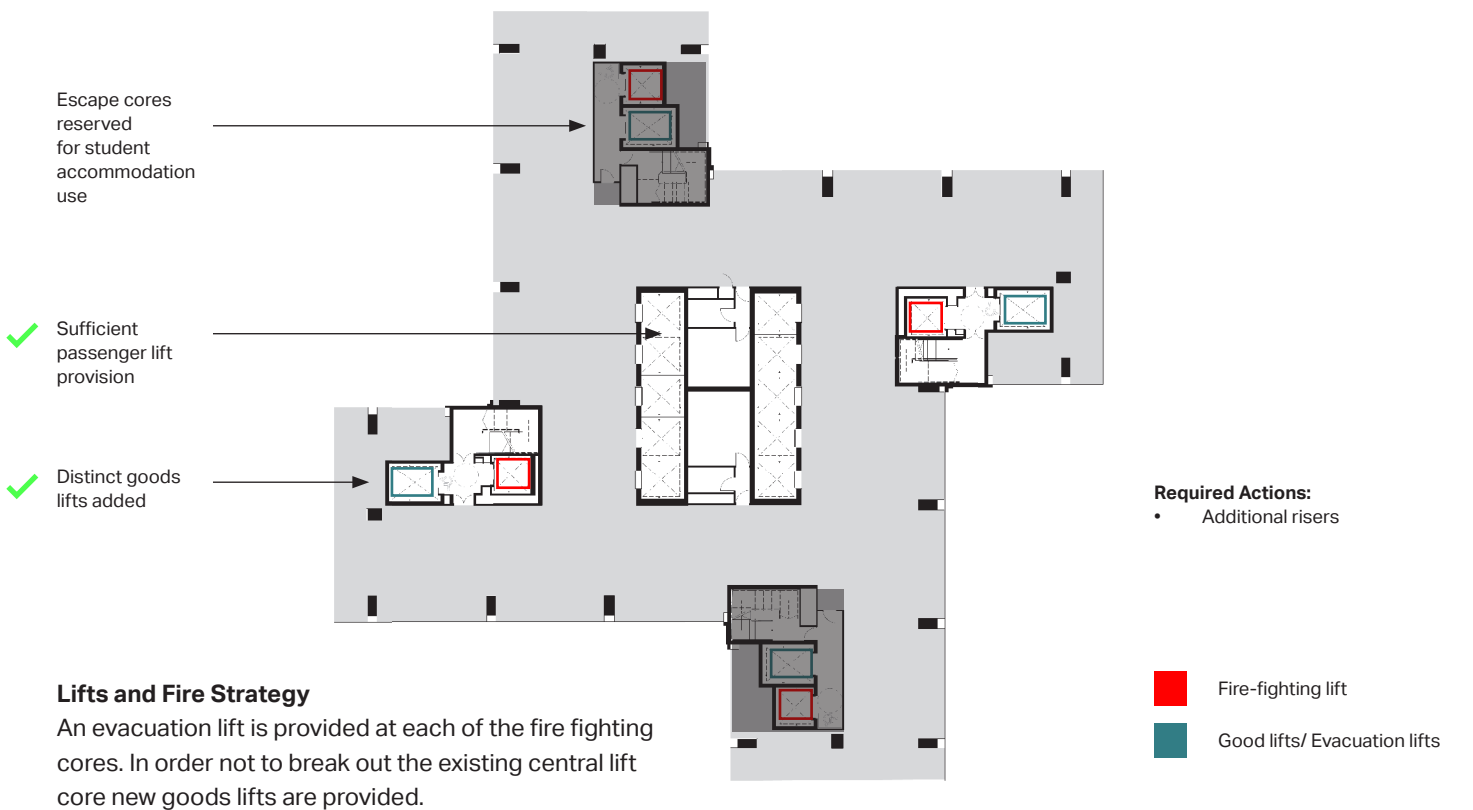 Escape cores
reserved
for student
accommodation
use
Sufficient
passenger lift
provision
Distinct goods
lifts added
Required Actions:
• Additional risers
Lifts and Fire Strategy
An evacuation lift is provided at each of the fire fighting
cores. In order not to break out the existing central lift
core new goods lifts are provided.
Fire-fighting lift
Good lifts/ Evacuation lifts